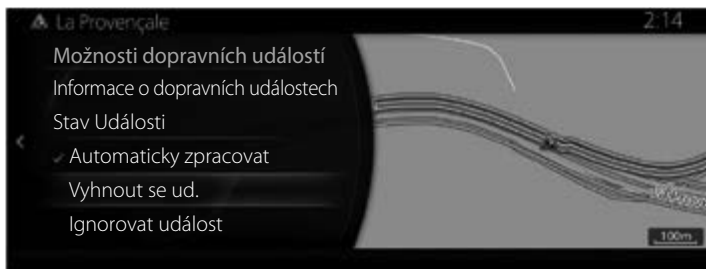 La Provençale
2:14
Možnosti dopravních událostí
Informace o dopravních událostech
Stav Události
Automaticky zpracovat
Vyhnout se ud.
Ignorovat událost
100m